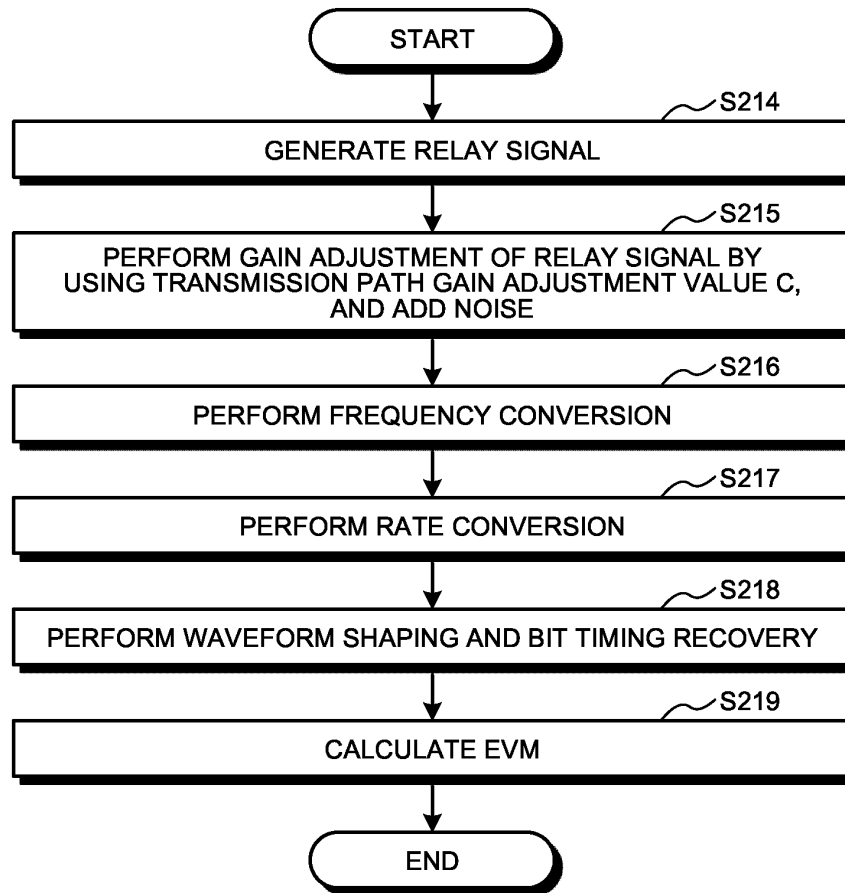 START
S214
GENERATE RELAY SIGNAL
S215
PERFORM GAIN ADJUSTMENT OF RELAY SIGNAL BY
USING TRANSMISSION PATH GAIN ADJUSTMENT VALUE C,
AND ADD NOISE
S216
PERFORM FREQUENCY CONVERSION
S217
PERFORM RATE CONVERSION
S218
PERFORM WAVEFORM SHAPING AND BIT TIMING RECOVERY
S219
CALCULATE EVM
END